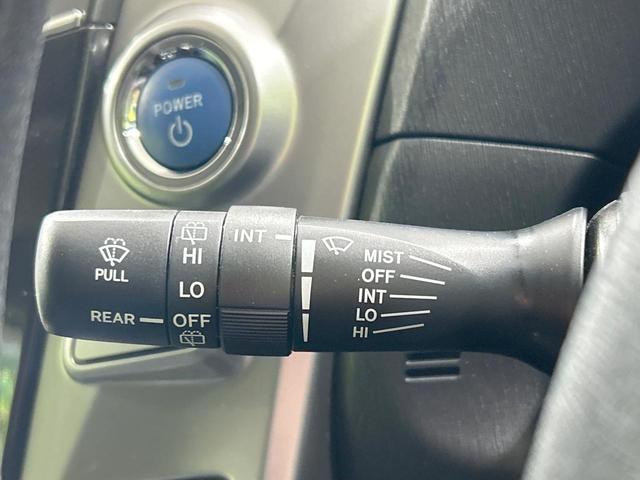 POWER
PULL
REAR
HI
LO
OFF
INT
MIST
OFF
INT
LO
HI